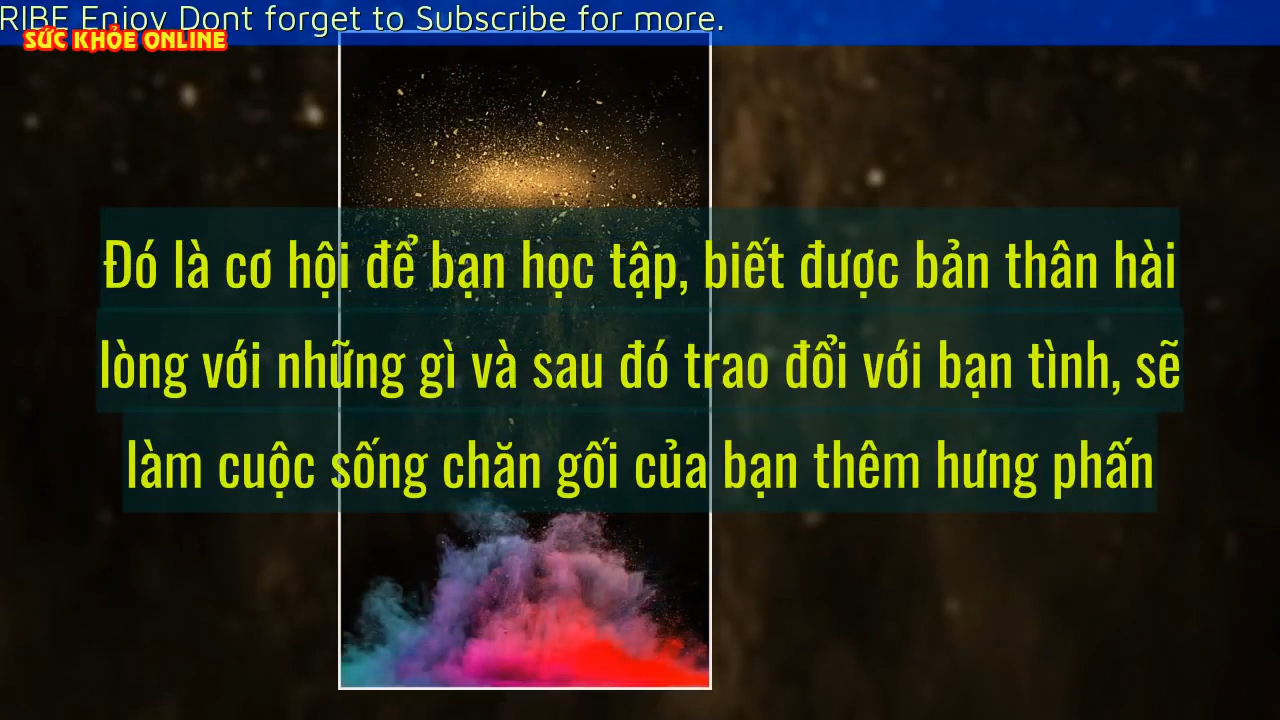 RIBE Enjoy Dont forget to Subscribe for more.
SỨC KHỎE ONLINE
Đó là cơ hội để bạn học tập, biết được bản thân hài
lòng với những gì và sau đó trao đổi với bạn tình, sẽ
làm cuộc sống chăn gối của bạn thêm hưng phấn